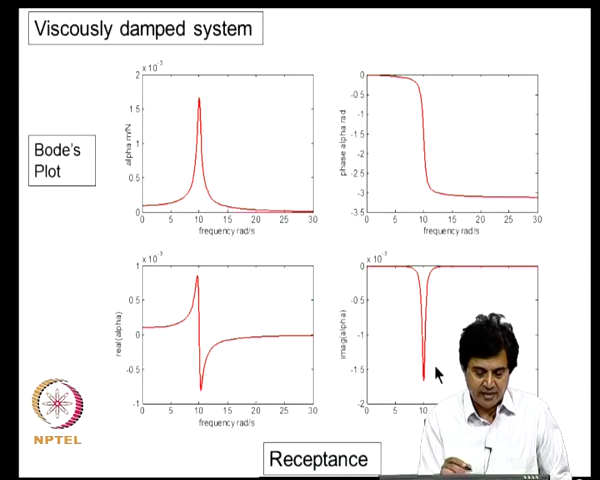 Viscously damped system
Bode's
Plot
x 10⁻³
2
1.5
1
0.5
0
alpha m/N
0 5 10 15 20 25 30
frequency rad/s
0
-0.5
-1
-1.5
-2
-2.5
-3
-3.5
phase alpha rad
0 5 10 15 20 25 30
frequency rad/s
x 10⁻³
1
0.5
0
-0.5
-1
real(alpha)
0 5 10 15 20 25 30
frequency rad/s
x 10⁻³
0
-0.5
-1
-1.5
-2
imag(alpha)
0 5 10
NPTEL
Receptance